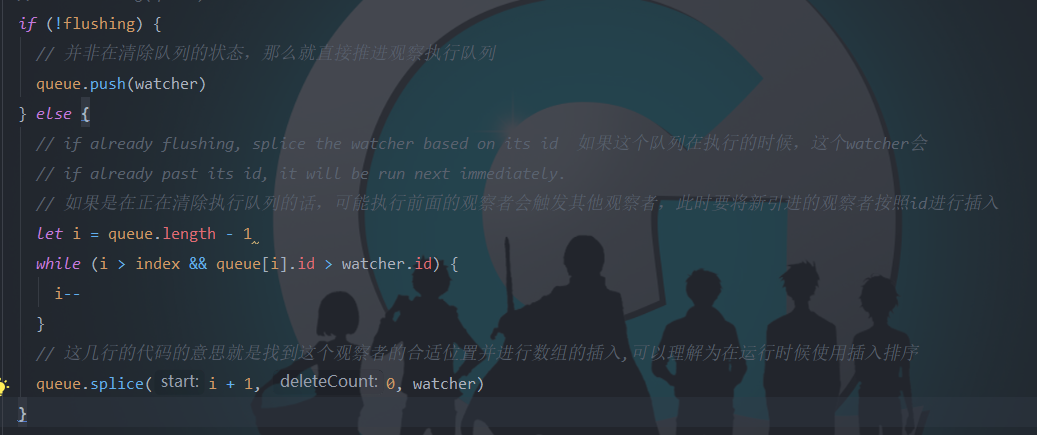 if (!flushing) {
// 并非在清除队列的状态，那么就直接推进观察执行队列
queue.push(watcher)
} else {
// if already flushing, splice the watcher based on its id 如果这个队列在执行的时候，这个watcher会
// if already past its id, it will be run next immediately.
// 如果是在正在清除执行队列的话，可能执行前面的观察者会触发其他观察者，此时要将新引进的观察者按照id进行插入
let i = queue.length - 1
while (i > index && queue[i].id > watcher.id) {
i--
}
// 这几行的代码的意思就是找到这个观察者的合适位置并进行数组的插入,可以理解为在运行时候使用插入排序
queue.splice( start: i + 1, deleteCount: 0, watcher)
}